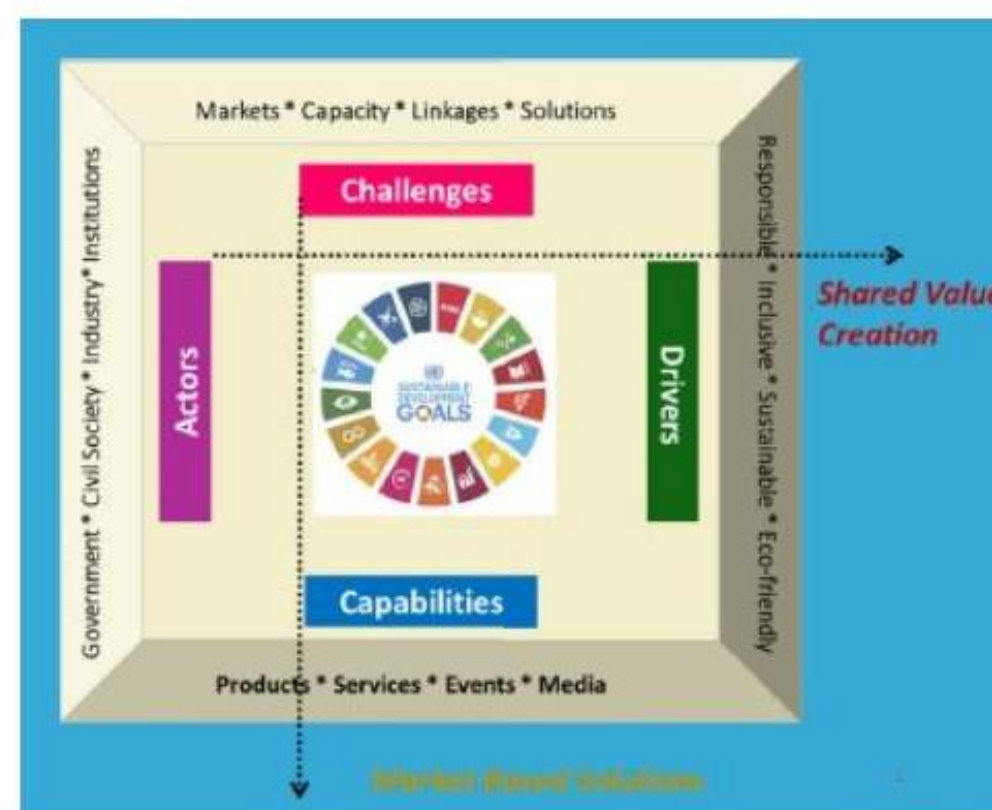 Markets * Capacity * Linkages * Solutions
Challenges
Government * Civil Society * Industry* Institutions
Actors
SUSTAINABLE
DEVELOPMENT
GOALS
Drivers
Responsible * Inclusive * Sustainable * Eco-friendly
Shared Value
Creation
Capabilities
Products * Services * Events * Media
Market Based Solutions